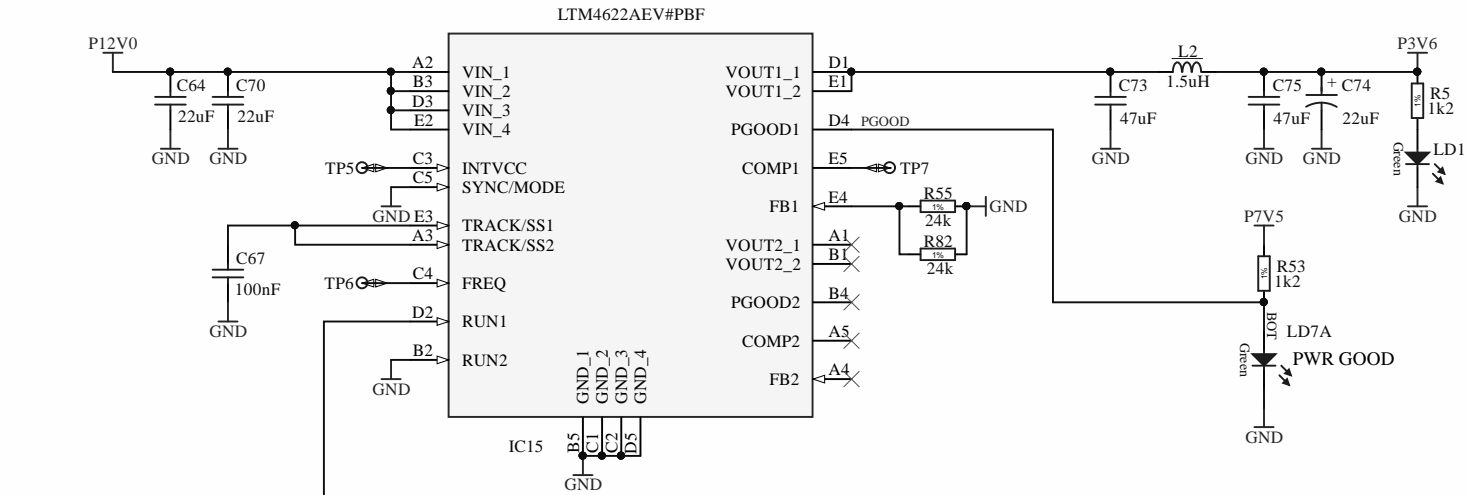 LTM4622AEV#PBF
P12V0
C64
22uF
GND
C70
22uF
GND
A2
B3
D3
E2
VIN_1
VIN_2
VIN_3
VIN_4
TP5
C3
INTVCC
C5
SYNC/MODE
GND
E3
TRACK/SS1
A3
TRACK/SS2
C67
100nF
GND
TP6
C4
FREQ
D2
RUN1
B2
RUN2
GND
GND_1
GND_2
GND_3
GND_4
B5
C1
C2
D5
GND
IC15
VOUT1_1
D1
VOUT1_2
E1
PGOOD1
D4
PGOOD
COMP1
E5
TP7
FB1
E4
R55
1%
24k
GND
R82
1%
24k
VOUT2_1
A1
VOUT2_2
B1
PGOOD2
B4
COMP2
A5
FB2
A4
C73
47uF
GND
L2
1.5uH
C75
47uF
GND
+
C74
22uF
GND
P3V6
R5
1%
1k2
Green
LD1
GND
P7V5
R53
1%
1k2
BOT
LD7A
Green
PWR GOOD
GND